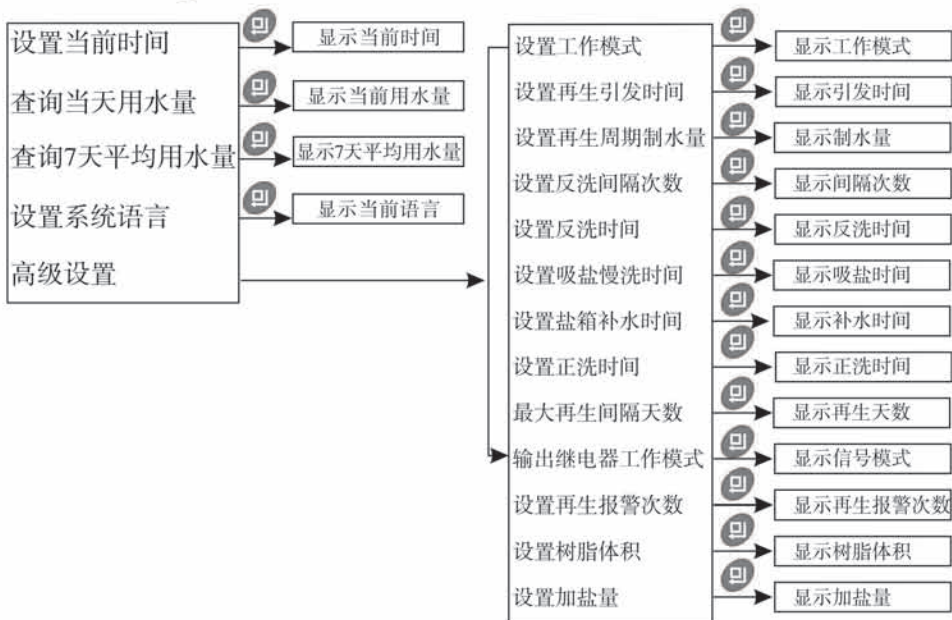 设置当前时间
显示当前时间
查询当天用水量
显示当前用水量
查询7天平均用水量
显示7天平均用水量
设置系统语言
显示当前语言
高级设置
设置工作模式
显示工作模式
设置再生引发时间
显示引发时间
设置再生周期制水量
显示制水量
设置反洗间隔次数
显示间隔次数
设置反洗时间
显示反洗时间
设置吸盐慢洗时间
显示吸盐时间
设置盐箱补水时间
显示补水时间
设置正洗时间
显示正洗时间
最大再生间隔天数
显示再生天数
输出继电器工作模式
显示信号模式
设置再生报警次数
显示再生报警次数
设置树脂体积
显示树脂体积
设置加盐量
显示加盐量